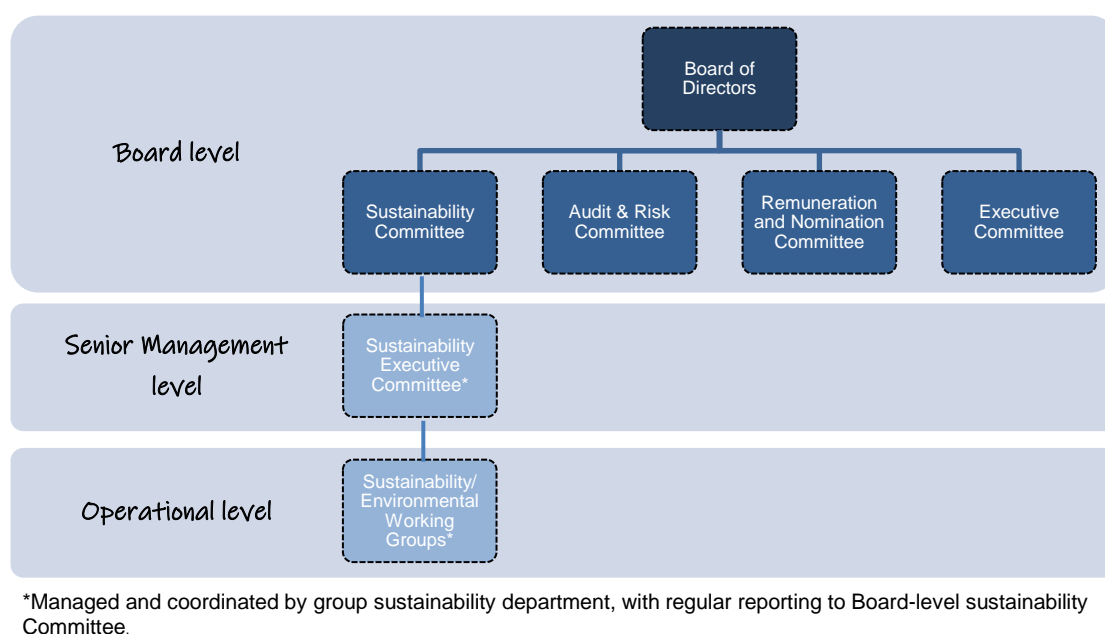 Board of
Directors
Board level
Sustainability
Committee
Audit & Risk
Committee
Remuneration
and Nomination
Committee
Executive
Committee
Senior Management
level
Sustainability
Executive
Committee*
Operational level
Sustainability/
Environmental
Working
Groups*
*Managed and coordinated by group sustainability department, with regular reporting to Board-level sustainability
Committee.